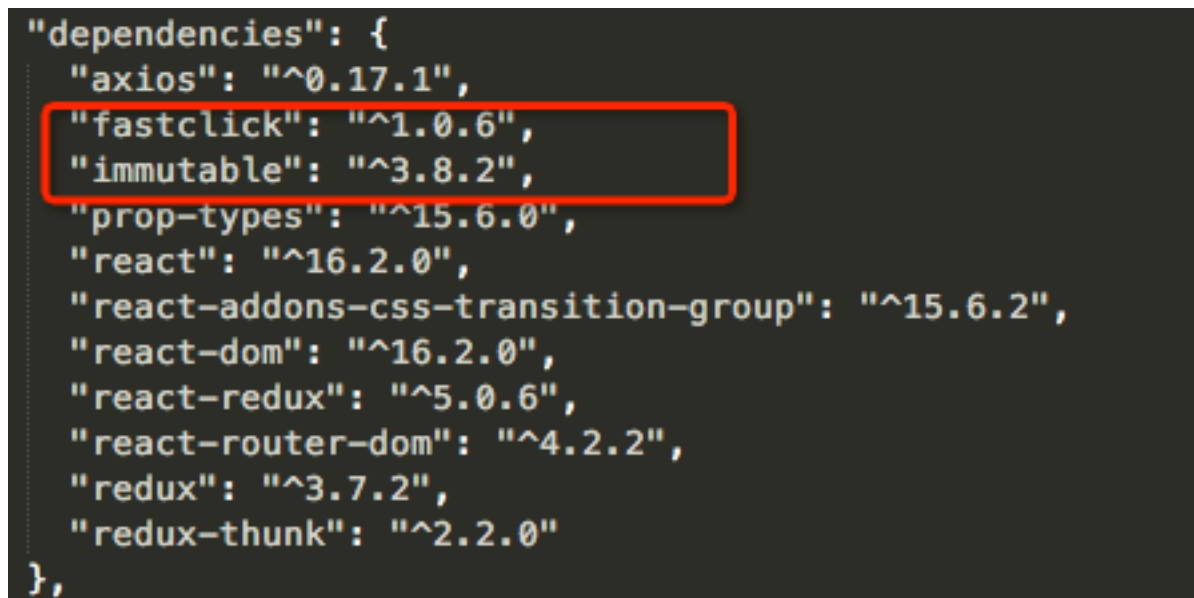 "dependencies": {
"axios": "^0.17.1",
"fastclick": "^1.0.6",
"immutable": "^3.8.2",
"prop-types": "^15.6.0",
"react": "^16.2.0",
"react-addons-css-transition-group": "^15.6.2",
"react-dom": "^16.2.0",
"react-redux": "^5.0.6",
"react-router-dom": "^4.2.2",
"redux": "^3.7.2",
"redux-thunk": "^2.2.0"
},